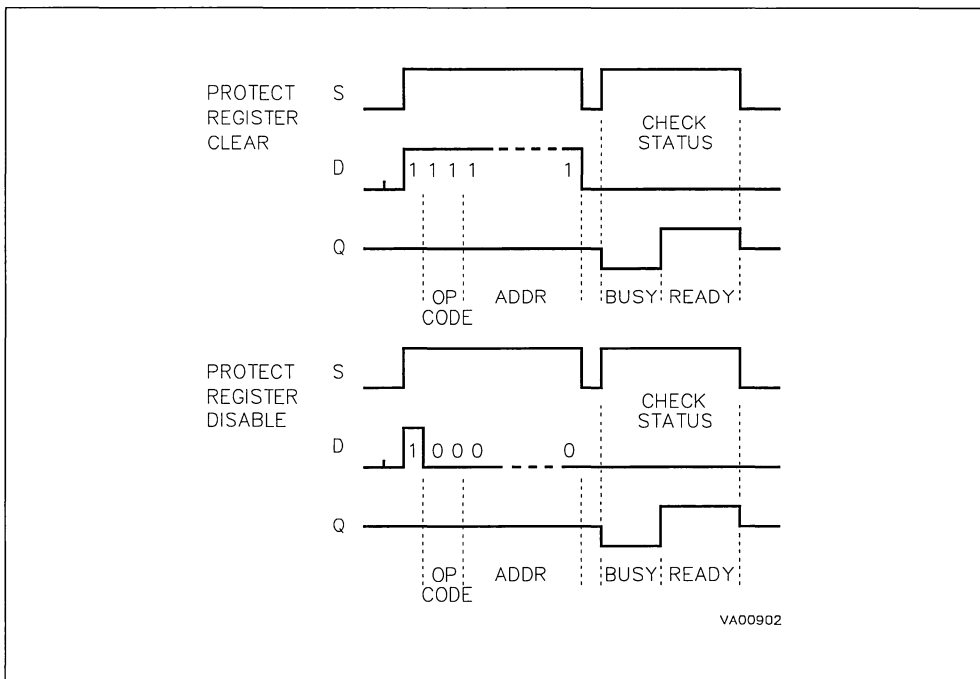 PROTECT
REGISTER
CLEAR
S
CHECK
STATUS
D
1 1 1 1 1
Q
OP
CODE
ADDR
BUSY
READY
PROTECT
REGISTER
DISABLE
S
CHECK
STATUS
D
1 0 0 0 0
Q
OP
CODE
ADDR
BUSY
READY
VA00902